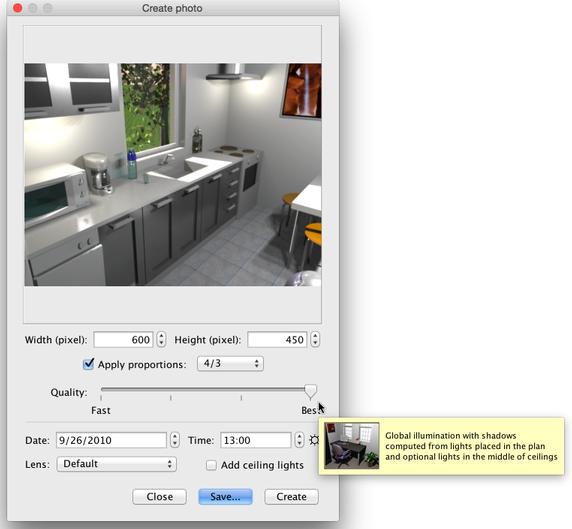 Create photo
Width (pixel): 600 Height (pixel): 450
Apply proportions: 4/3
Quality:
Fast Best
Date: 9/26/2010 Time: 13:00
Lens: Default Add ceiling lights
Close Save... Create
Global illumination with shadows
computed from lights placed in the plan
and optional lights in the middle of ceilings